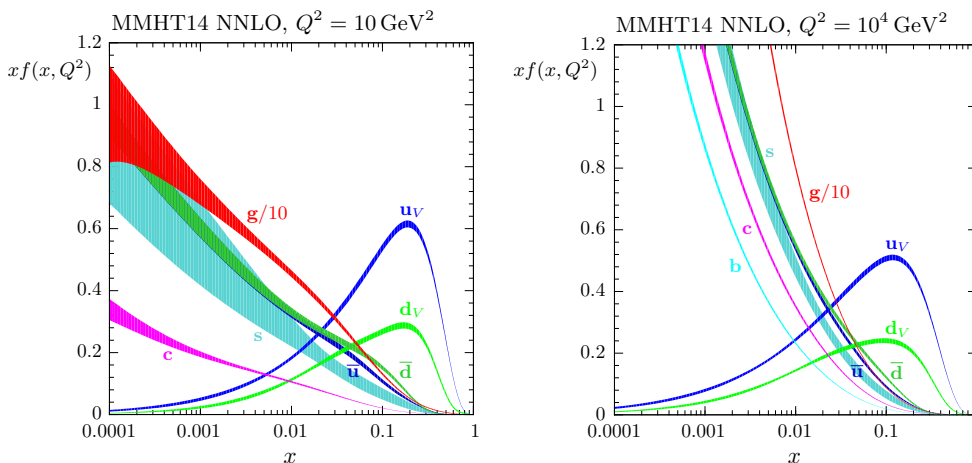 MMHT14 NNLO, Q² = 10 GeV²
xf(x, Q²)
1.2
1
0.8
0.6
0.4
0.2
0
g/10
u_V
d_V
s
c
u̅
d̅
0.0001
0.001
0.01
0.1
1
x
MMHT14 NNLO, Q² = 10⁴ GeV²
xf(x, Q²)
1.2
1
0.8
0.6
0.4
0.2
0
s
g/10
c
u_V
b
d_V
u̅
d̅
0.0001
0.001
0.01
0.1
x